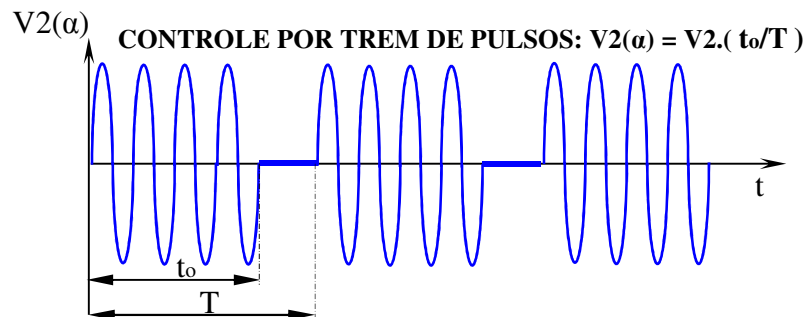 V2(α)
CONTROLE POR TREM DE PULSOS: V2(α) = V2.( to/T )
t
to
T